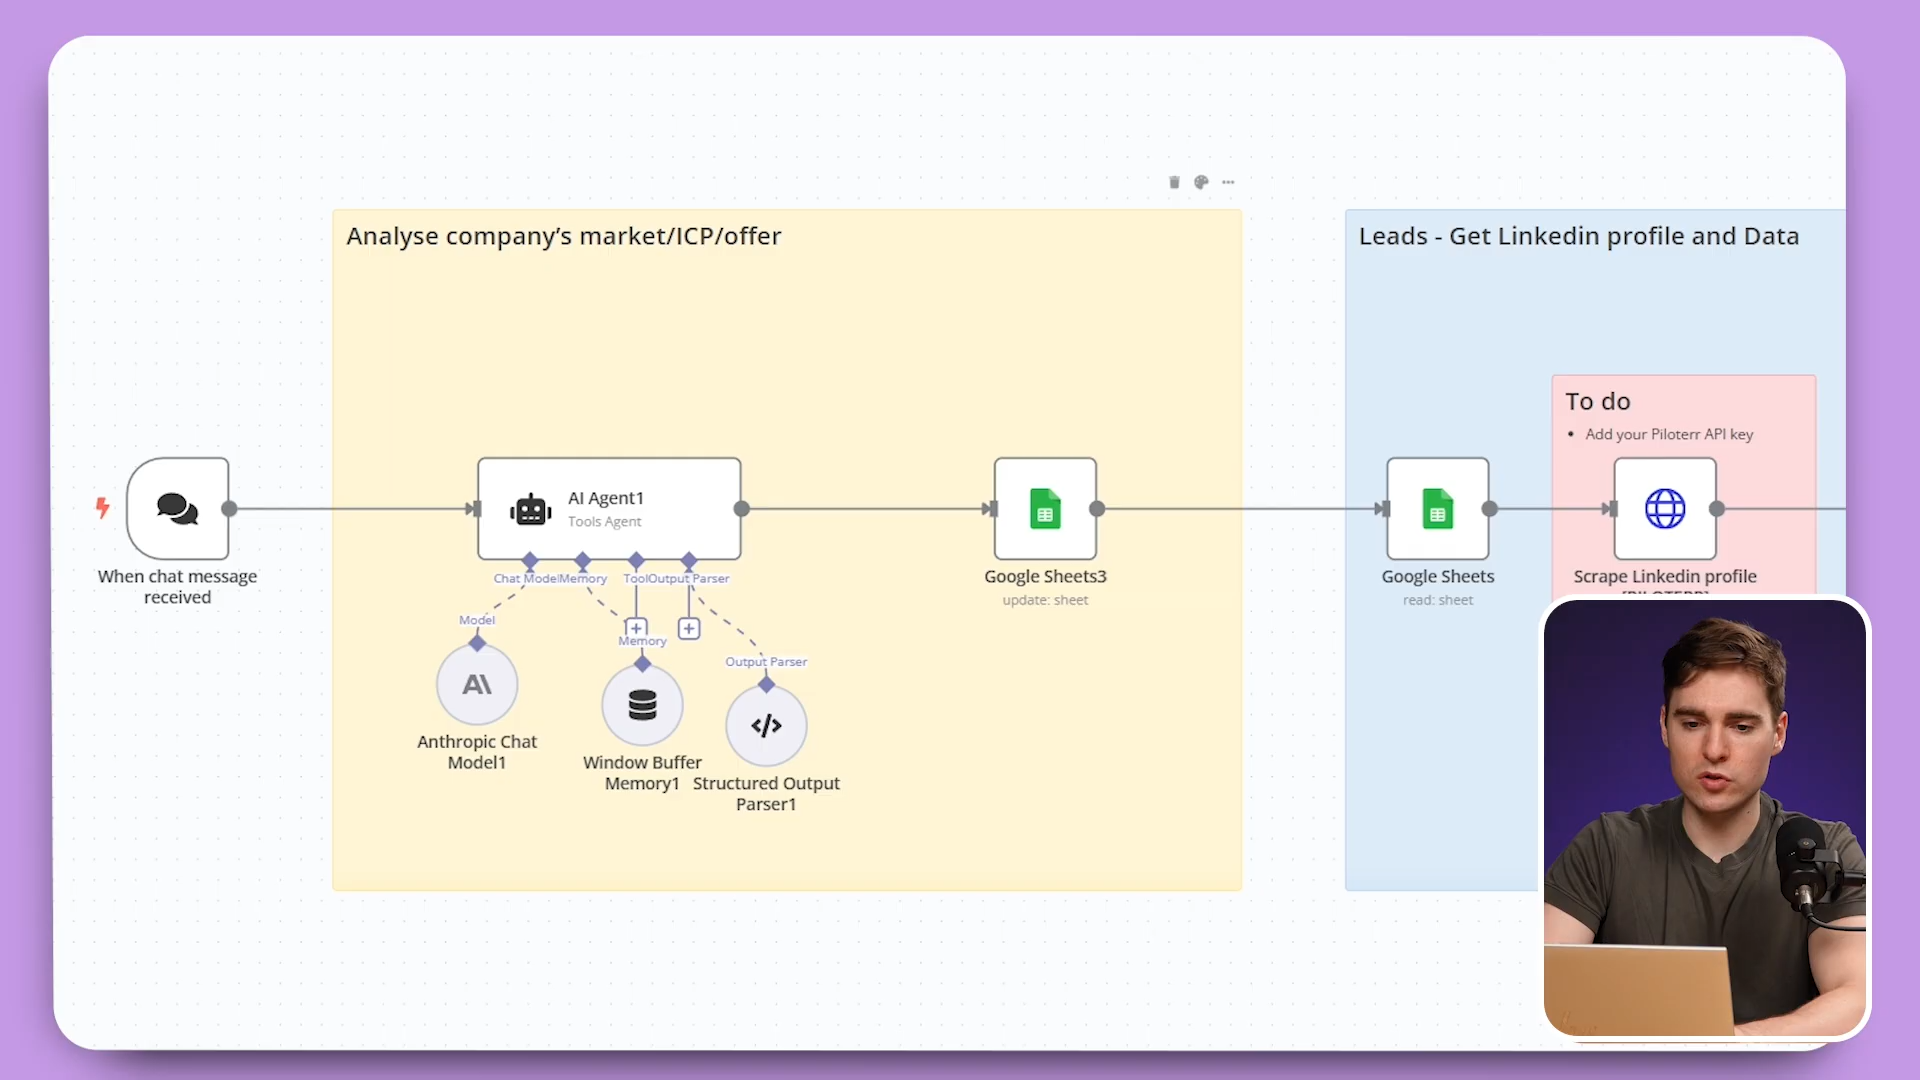 Analyse company's market/ICP/offer
Leads - Get Linkedin profile and Data
To do
• Add your Piloterr API key
AI Agent1
Tools Agent
When chat message
received
Chat Model
Memory
Tool
Output Parser
Google Sheets3
update: sheet
Google Sheets
read: sheet
Scrape Linkedin profile
Model
Memory
Output Parser
Anthropic Chat
Model1
Window Buffer
Memory1
Structured Output
Parser1